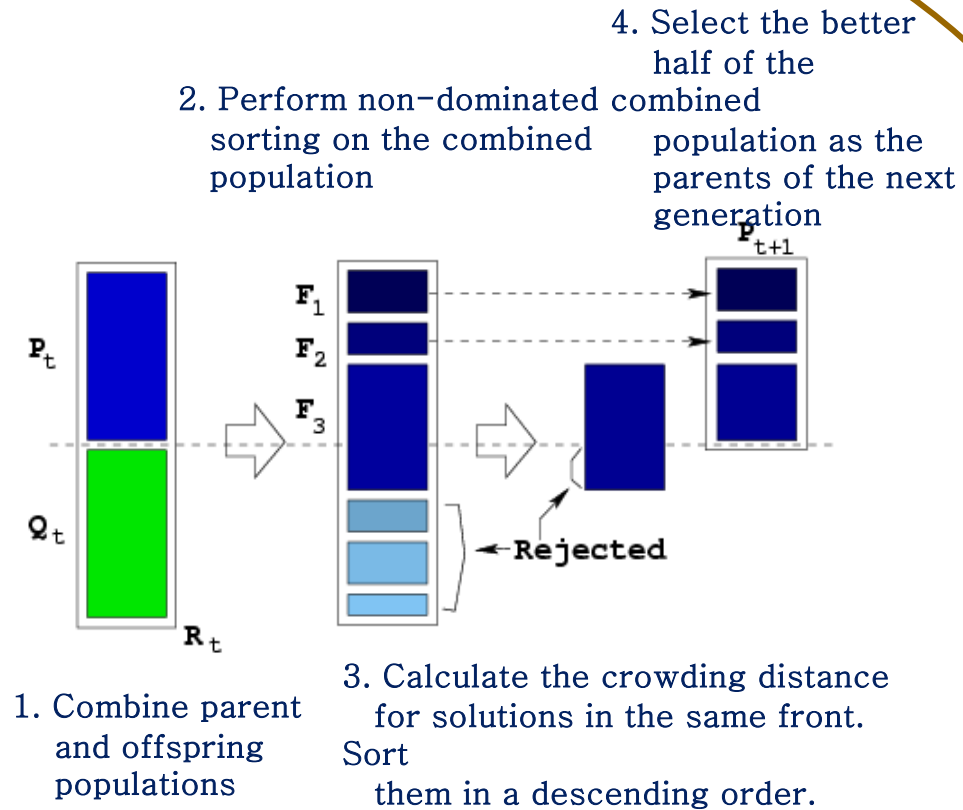 4. Select the better
half of the
2. Perform non-dominated combined
sorting on the combined
population as the
population
parents of the next
generation
P t+1
F 1
F 2
P t
F 3
Q t
Rejected
R t
3. Calculate the crowding distance
1. Combine parent
for solutions in the same front.
and offspring
Sort
populations
them in a descending order.